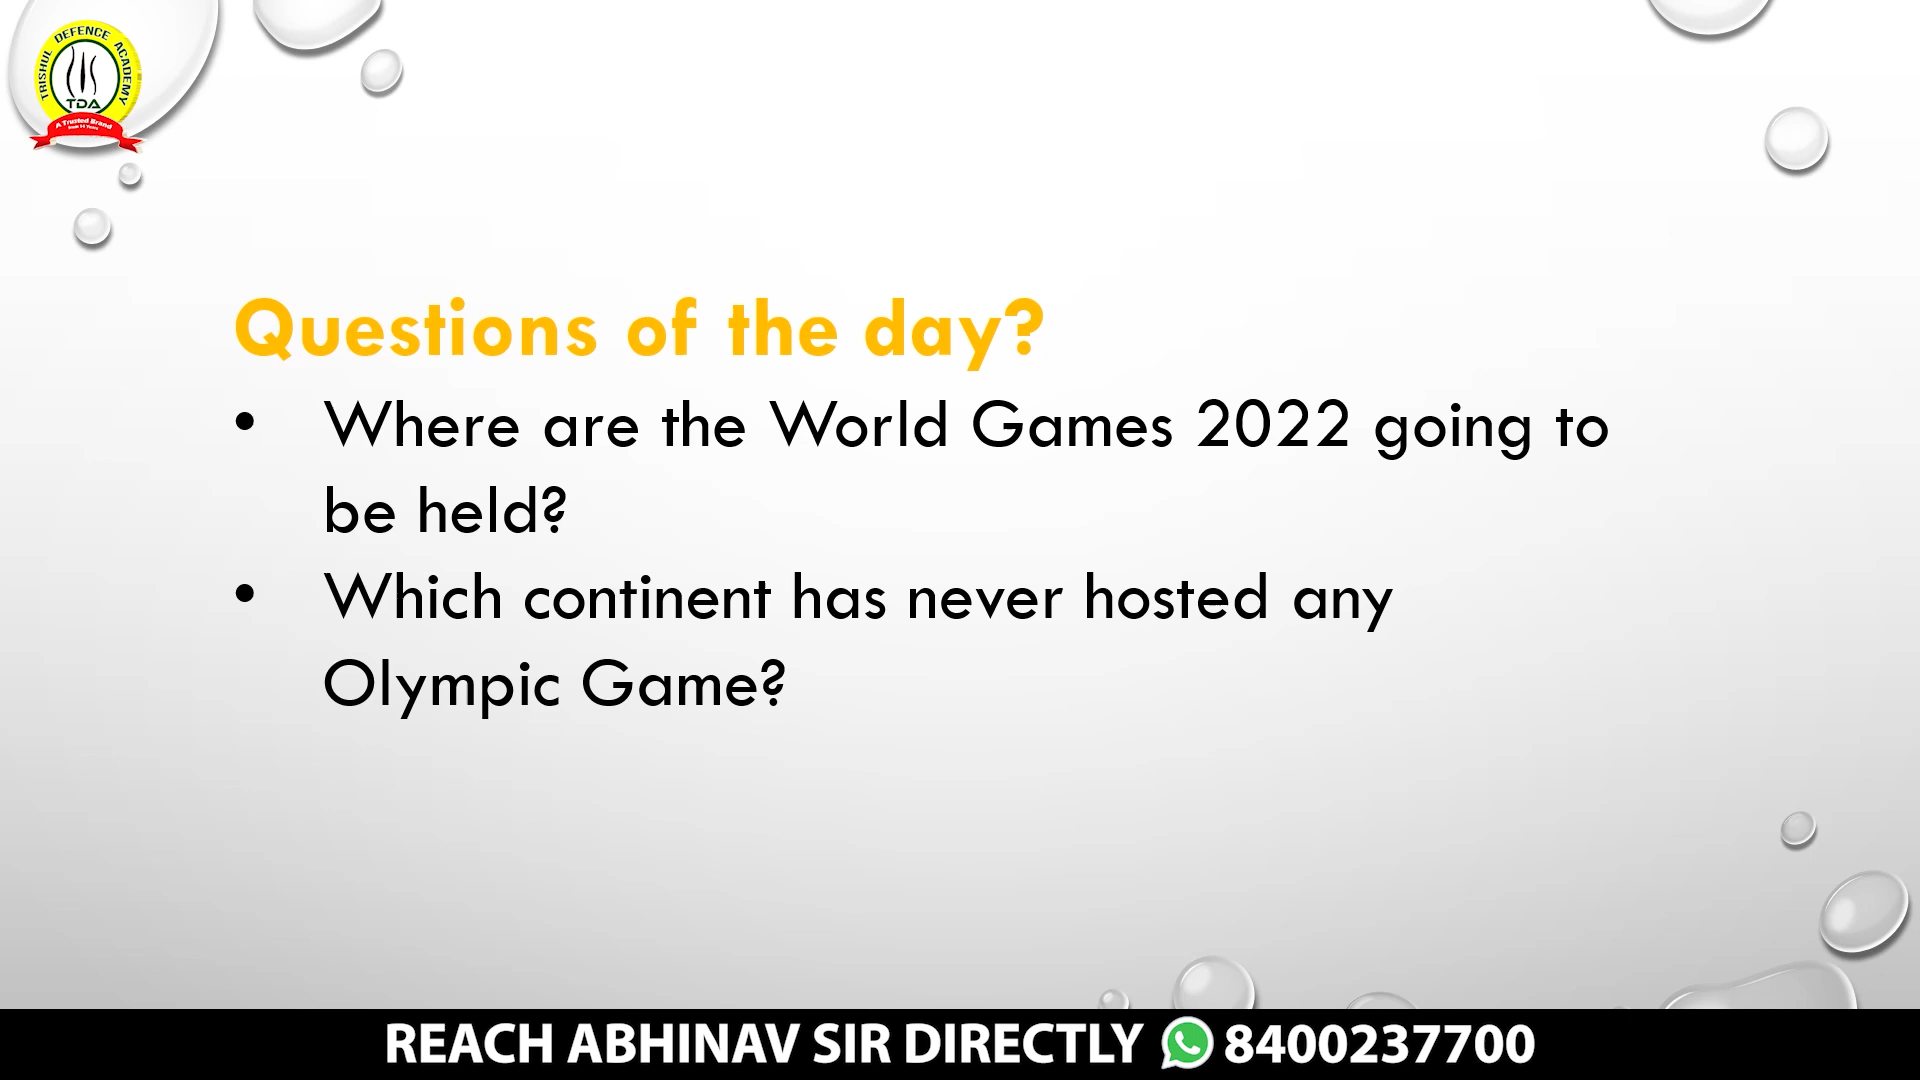 TRISHUL DEFENCE ACADEMY
TDA
A Trusted Brand
Questions of the day?
• Where are the World Games 2022 going to
be held?
• Which continent has never hosted any
Olympic Game?
REACH ABHINAV SIR DIRECTLY 8400237700